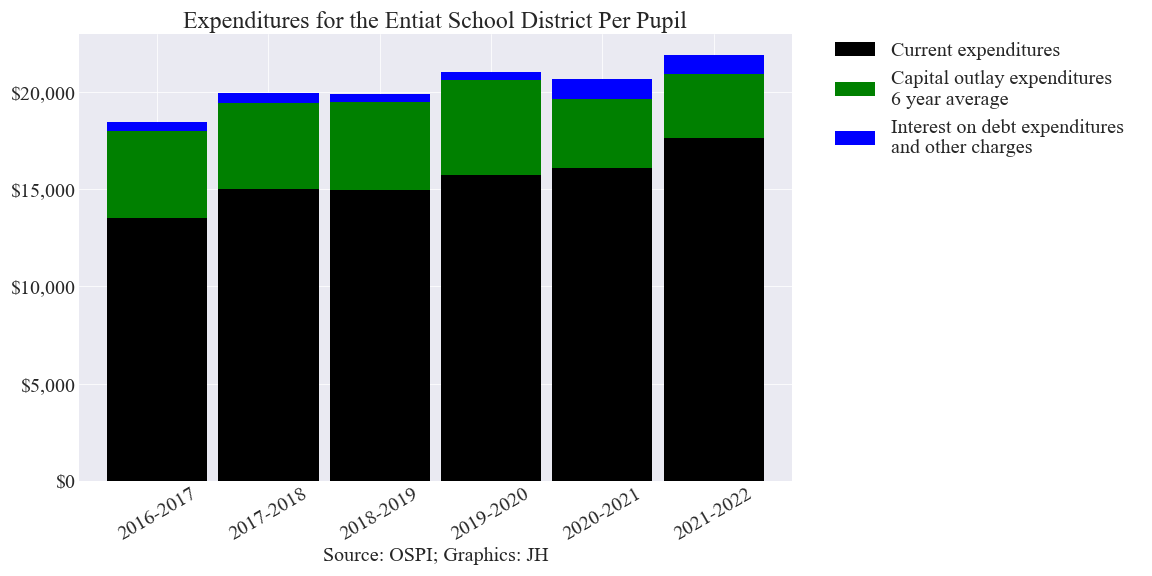 Expenditures for the Entiat School District Per Pupil
Current expenditures
Capital outlay expenditures
6 year average
Interest on debt expenditures
and other charges
$20,000
$15,000
$10,000
$5,000
$0
2016-2017
2017-2018
2018-2019
2019-2020
2020-2021
2021-2022
Source: OSPI; Graphics: JH